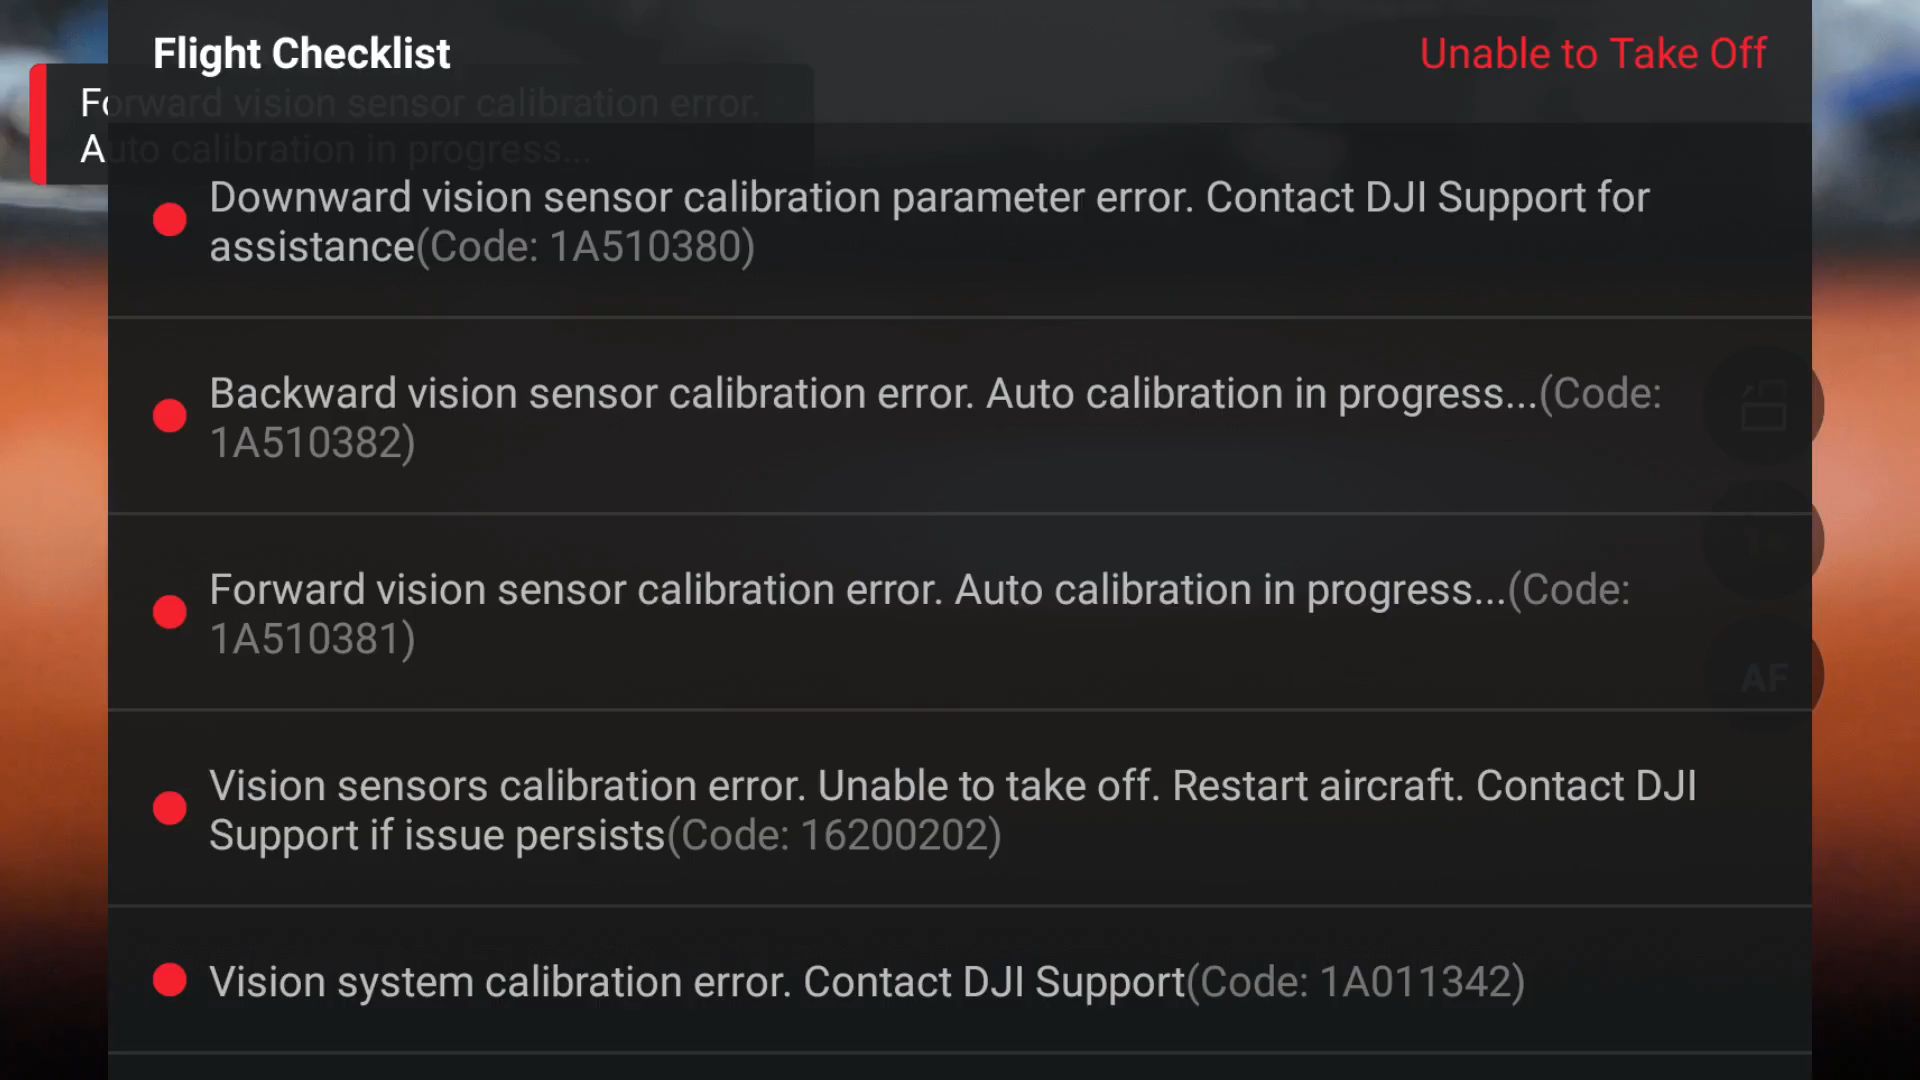 Flight Checklist
Unable to Take Off
Forward vision sensor calibration error.
Auto calibration in progress...
Downward vision sensor calibration parameter error. Contact DJI Support for
assistance(Code: 1A510380)
Backward vision sensor calibration error. Auto calibration in progress...(Code:
1A510382)
Forward vision sensor calibration error. Auto calibration in progress...(Code:
1A510381)
AF
Vision sensors calibration error. Unable to take off. Restart aircraft. Contact DJI
Support if issue persists(Code: 16200202)
Vision system calibration error. Contact DJI Support(Code: 1A011342)